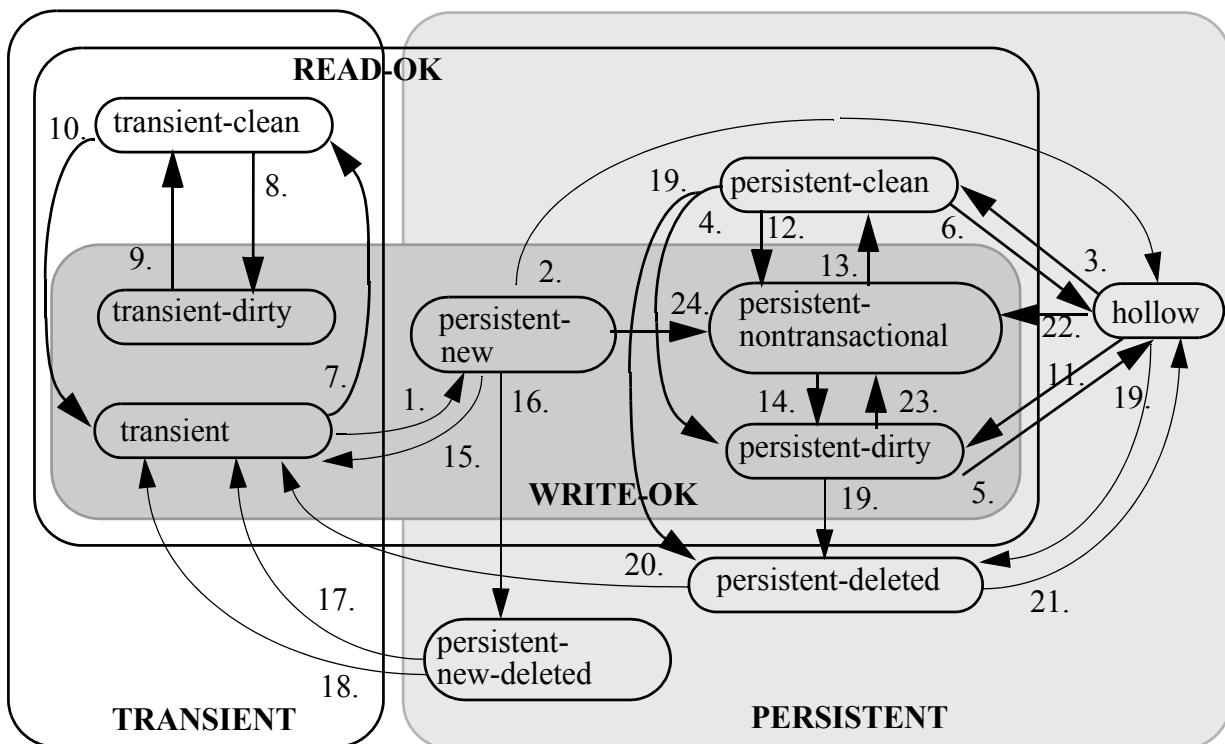 READ-OK
10.
transient-clean
8.
9.
transient-dirty
7.
transient
1.
2.
persistent-
new
24.
15.
16.
19.
persistent-clean
4.
12.
6.
3.
13.
persistent-
nontransactional
22.
hollow
14.
23.
11.
19.
persistent-dirty
5.
WRITE-OK
19.
20.
persistent-deleted
21.
17.
persistent-
new-deleted
18.
TRANSIENT
PERSISTENT